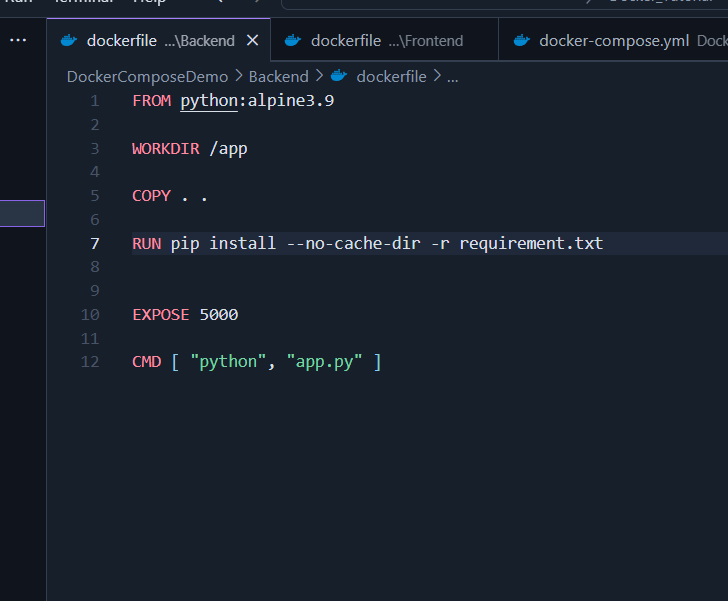 Terminal
dockerfile ...\Backend
dockerfile ...\Frontend
docker-compose.yml
DockerComposeDemo > Backend > dockerfile > ...
1 FROM python:alpine3.9
2
3 WORKDIR /app
4
5 COPY . .
6
7 RUN pip install --no-cache-dir -r requirement.txt
8
9
10 EXPOSE 5000
11
12 CMD [ "python", "app.py" ]